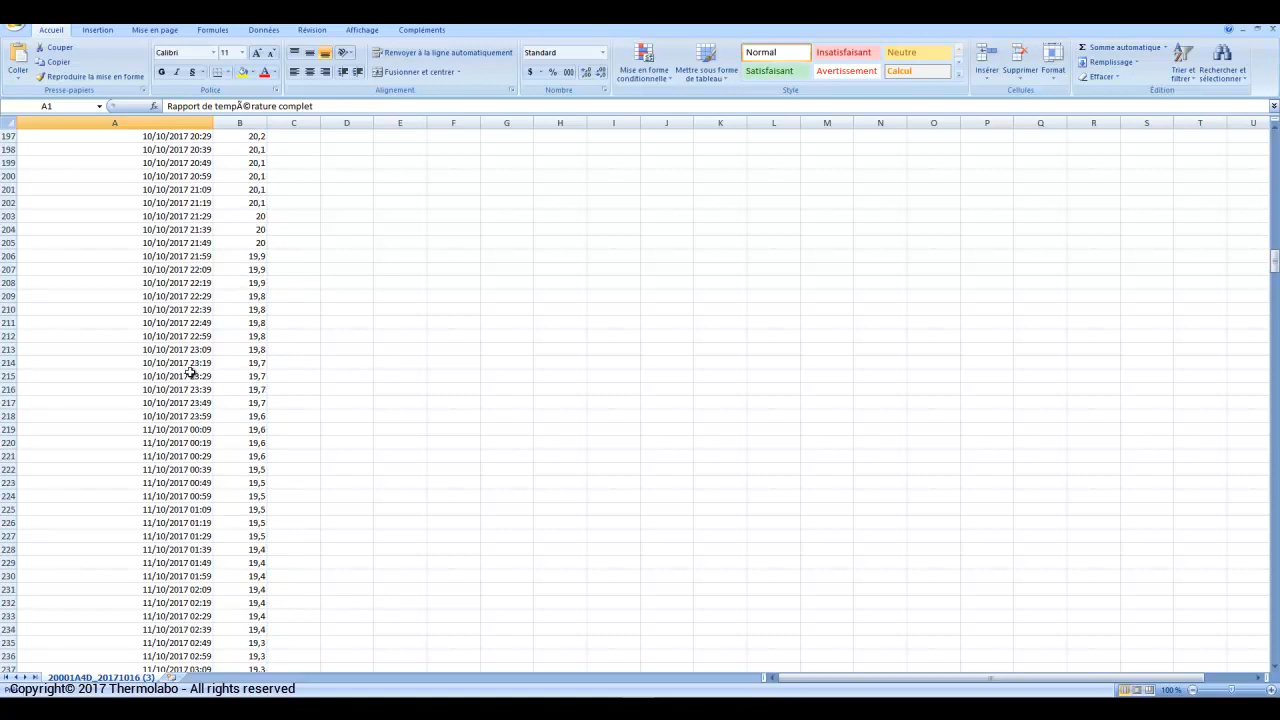 Accueil Insertion Mise en page Formules Données Révision Affichage Compléments
Coller Couper Copier Reproduire la mise en forme Presse-papiers
Calibri 11 G I S Police
Renvoyer à la ligne automatiquement Fusionner et centrer Alignement
Standard $ % 000 Nombre
Mise en forme conditionnelle Mettre sous forme de tableau Normal Insatisfaisant Neutre Satisfaisant Avertissement Calcul Style
Insérer Supprimer Format Cellules
Somme automatique Remplissage Effacer Trier et filtrer Rechercher et sélectionner Édition
A1 fx Rapport de tempÃ©rature complet
A B C D E F G H I J K L M N O P Q R S T U
197 10/10/2017 20:29 20,2
198 10/10/2017 20:39 20,1
199 10/10/2017 20:49 20,1
200 10/10/2017 20:59 20,1
201 10/10/2017 21:09 20,1
202 10/10/2017 21:19 20,1
203 10/10/2017 21:29 20
204 10/10/2017 21:39 20
205 10/10/2017 21:49 20
206 10/10/2017 21:59 19,9
207 10/10/2017 22:09 19,9
208 10/10/2017 22:19 19,9
209 10/10/2017 22:29 19,8
210 10/10/2017 22:39 19,8
211 10/10/2017 22:49 19,8
212 10/10/2017 22:59 19,8
213 10/10/2017 23:09 19,8
214 10/10/2017 23:19 19,7
215 10/10/2017 23:29 19,7
216 10/10/2017 23:39 19,7
217 10/10/2017 23:49 19,7
218 10/10/2017 23:59 19,6
219 11/10/2017 00:09 19,6
220 11/10/2017 00:19 19,6
221 11/10/2017 00:29 19,6
222 11/10/2017 00:39 19,5
223 11/10/2017 00:49 19,5
224 11/10/2017 00:59 19,5
225 11/10/2017 01:09 19,5
226 11/10/2017 01:19 19,5
227 11/10/2017 01:29 19,5
228 11/10/2017 01:39 19,4
229 11/10/2017 01:49 19,4
230 11/10/2017 01:59 19,4
231 11/10/2017 02:09 19,4
232 11/10/2017 02:19 19,4
233 11/10/2017 02:29 19,4
234 11/10/2017 02:39 19,4
235 11/10/2017 02:49 19,3
236 11/10/2017 02:59 19,3
237 11/10/2017 03:09 19,3
20001A4D_20171016 (3)
Copyright© 2017 Thermolabo - All rights reserved
100 %